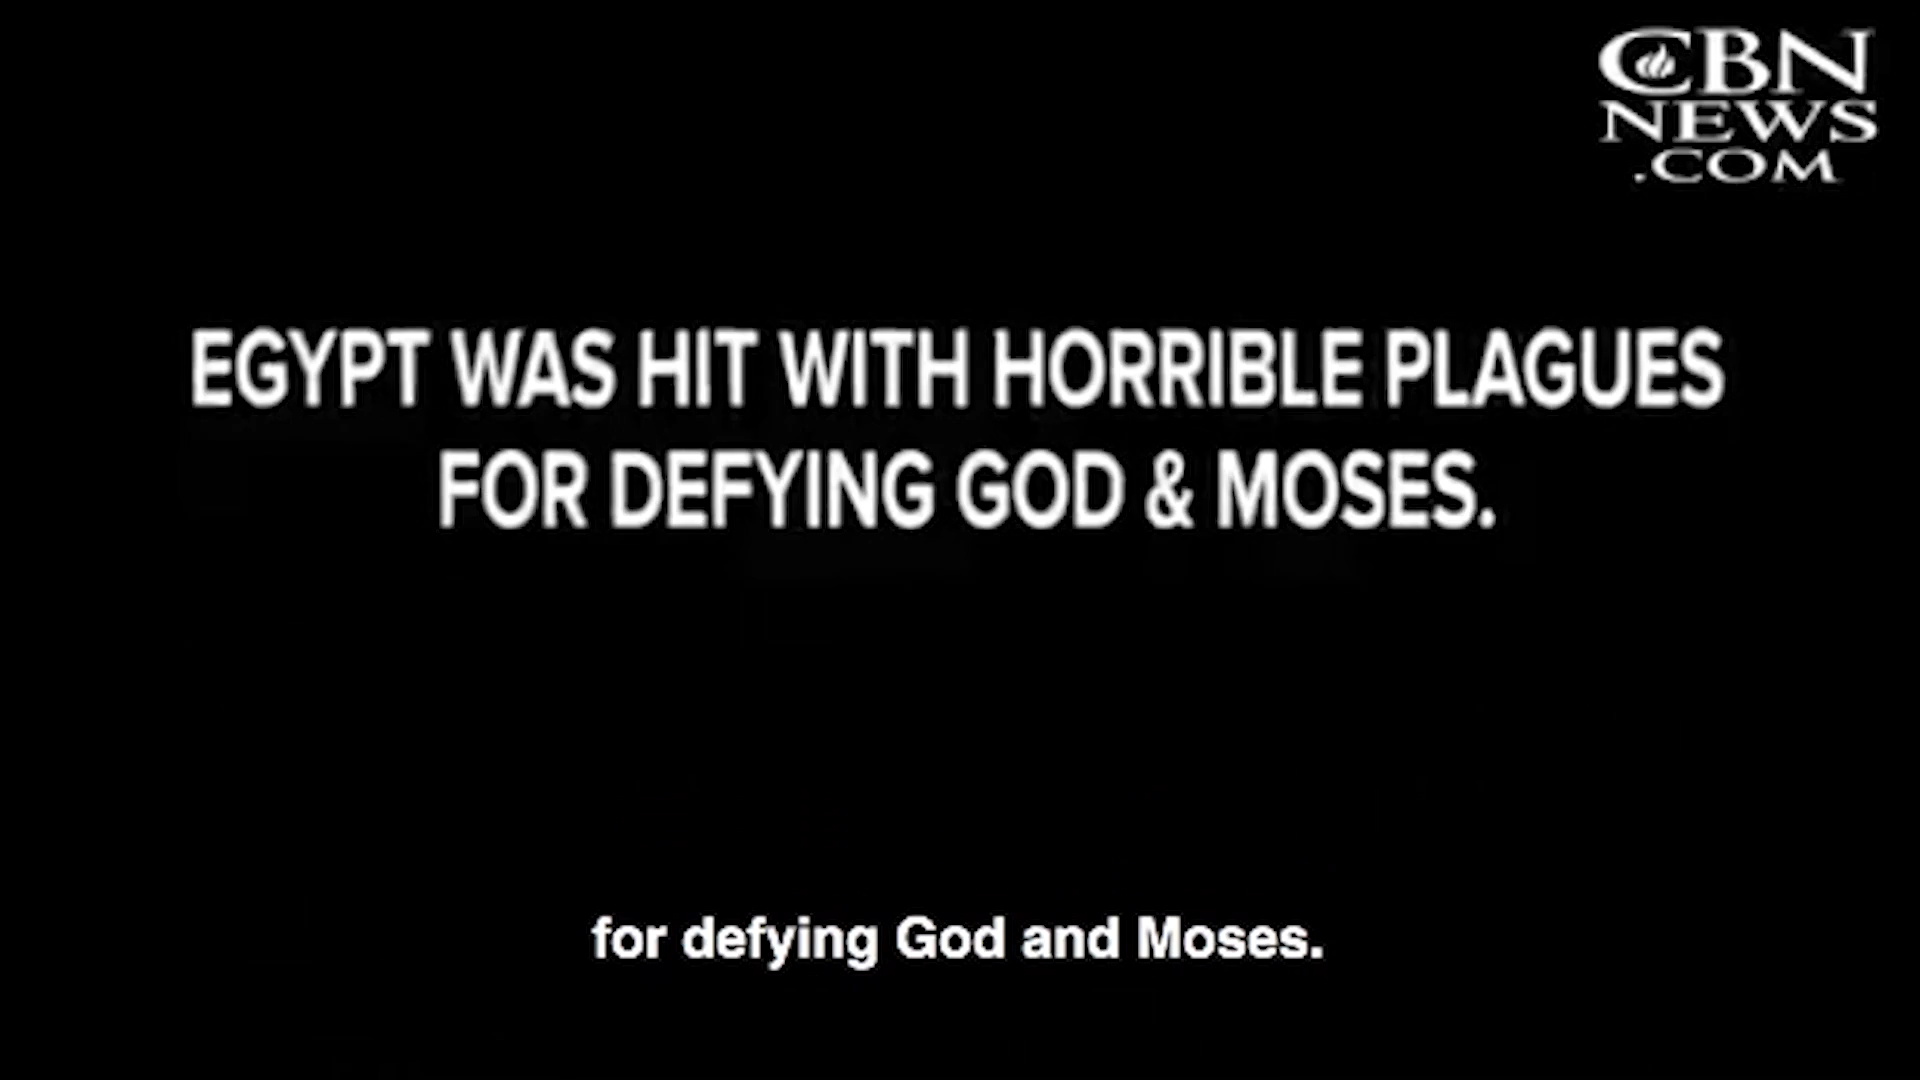 CBN
NEWS
.COM
EGYPT WAS HIT WITH HORRIBLE PLAGUES
FOR DEFYING GOD & MOSES.
for defying God and Moses.